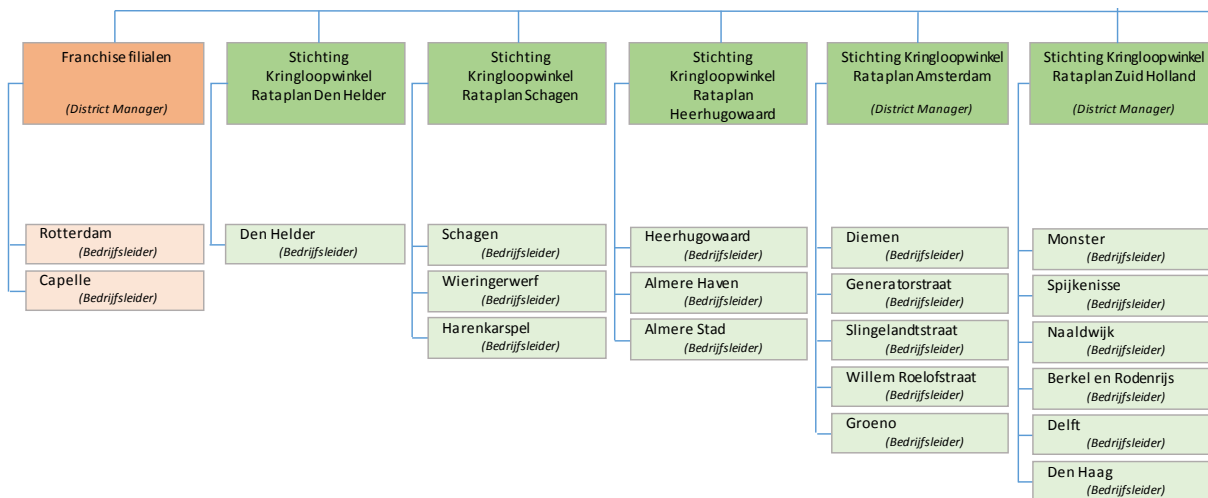 Franchise filialen
(District Manager)
Rotterdam
(Bedrijfsleider)
Capelle
(Bedrijfsleider)
Stichting
Kringloopwinkel
Rataplan Den Helder
Den Helder
(Bedrijfsleider)
Stichting
Kringloopwinkel
Rataplan Schagen
Schagen
(Bedrijfsleider)
Wieringerwerf
(Bedrijfsleider)
Harenkarspel
(Bedrijfsleider)
Stichting
Kringloopwinkel
Rataplan
Heerhugowaard
Heerhugowaard
(Bedrijfsleider)
Almere Haven
(Bedrijfsleider)
Almere Stad
(Bedrijfsleider)
Stichting Kringloopwinkel
Rataplan Amsterdam
(District Manager)
Diemen
(Bedrijfsleider)
Generatorstraat
(Bedrijfsleider)
Slingelandtstraat
(Bedrijfsleider)
Willem Roelofstraat
(Bedrijfsleider)
Groeno
(Bedrijfsleider)
Stichting Kringloopwinkel
Rataplan Zuid Holland
(District Manager)
Monster
(Bedrijfsleider)
Spijkenisse
(Bedrijfsleider)
Naaldwijk
(Bedrijfsleider)
Berkel en Rodenrijs
(Bedrijfsleider)
Delft
(Bedrijfsleider)
Den Haag
(Bedrijfsleider)